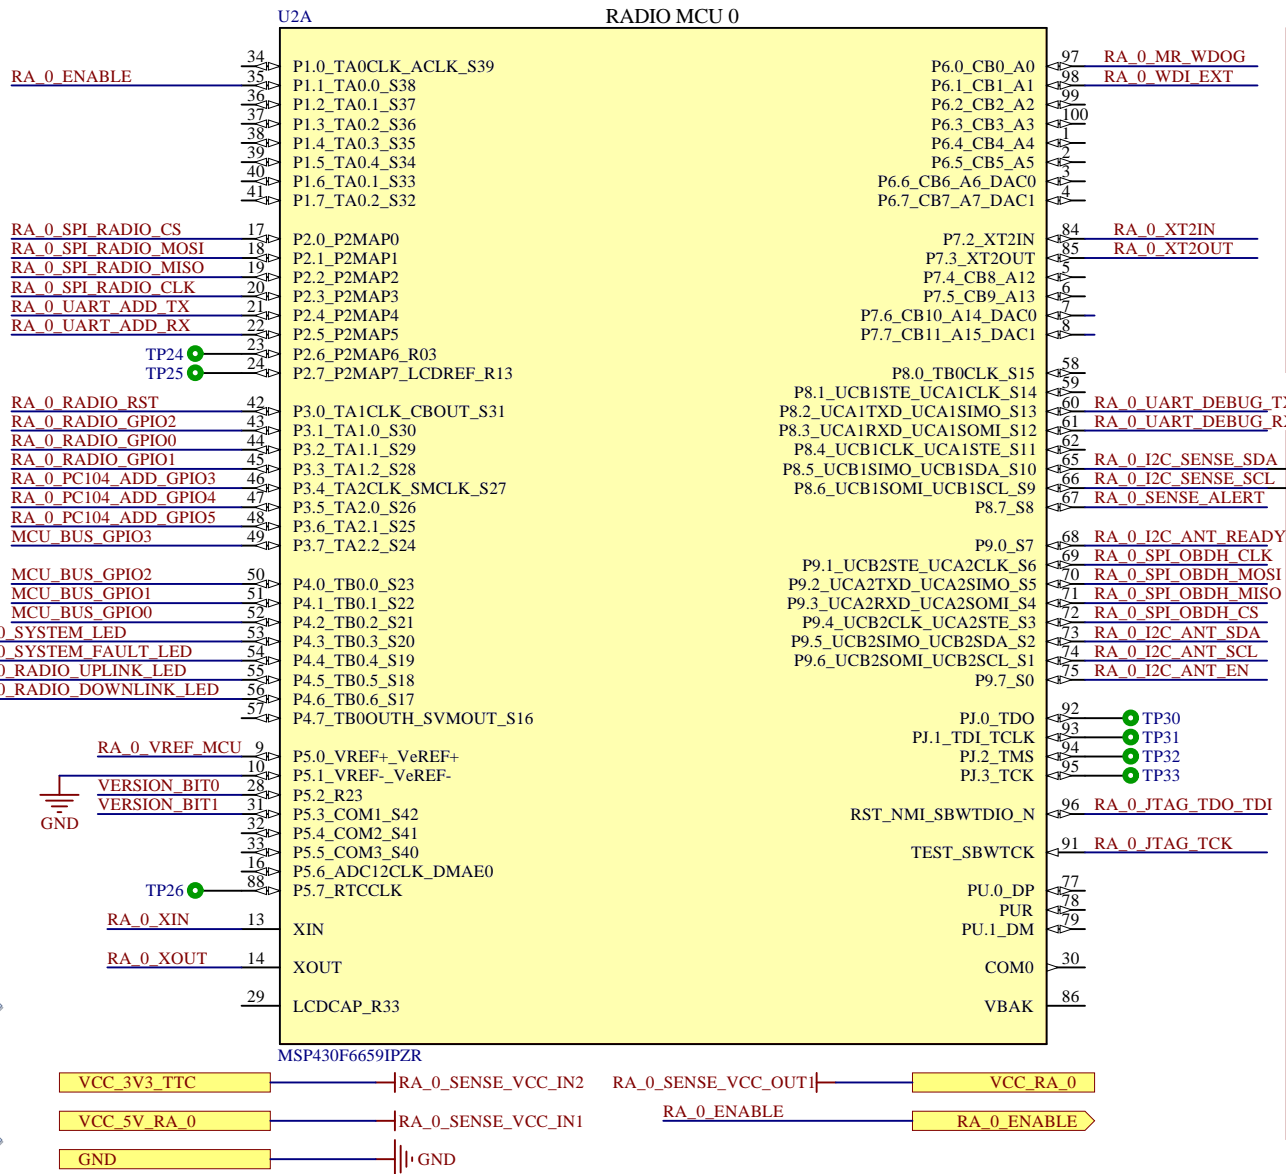 U2A
RADIO MCU 0
RA_0_ENABLE
RA_0_SPI_RADIO_CS
RA_0_SPI_RADIO_MOSI
RA_0_SPI_RADIO_MISO
RA_0_SPI_RADIO_CLK
RA_0_UART_ADD_TX
RA_0_UART_ADD_RX
TP24
TP25
RA_0_RADIO_RST
RA_0_RADIO_GPIO2
RA_0_RADIO_GPIO0
RA_0_RADIO_GPIO1
RA_0_PC104_ADD_GPIO3
RA_0_PC104_ADD_GPIO4
RA_0_PC104_ADD_GPIO5
MCU_BUS_GPIO3
MCU_BUS_GPIO2
MCU_BUS_GPIO1
MCU_BUS_GPIO0
0_SYSTEM_LED
0_SYSTEM_FAULT_LED
0_RADIO_UPLINK_LED
0_RADIO_DOWNLINK_LED
RA_0_VREF_MCU
VERSION_BIT0
VERSION_BIT1
GND
TP26
RA_0_XIN
RA_0_XOUT
34 P1.0_TA0CLK_ACLK_S39
35 P1.1_TA0.0_S38
36 P1.2_TA0.1_S37
37 P1.3_TA0.2_S36
38 P1.4_TA0.3_S35
39 P1.5_TA0.4_S34
40 P1.6_TA0.1_S33
41 P1.7_TA0.2_S32
17 P2.0_P2MAP0
18 P2.1_P2MAP1
19 P2.2_P2MAP2
20 P2.3_P2MAP3
21 P2.4_P2MAP4
22 P2.5_P2MAP5
23 P2.6_P2MAP6_R03
24 P2.7_P2MAP7_LCDREF_R13
42 P3.0_TA1CLK_CBOUT_S31
43 P3.1_TA1.0_S30
44 P3.2_TA1.1_S29
45 P3.3_TA1.2_S28
46 P3.4_TA2CLK_SMCLK_S27
47 P3.5_TA2.0_S26
48 P3.6_TA2.1_S25
49 P3.7_TA2.2_S24
50 P4.0_TB0.0_S23
51 P4.1_TB0.1_S22
52 P4.2_TB0.2_S21
53 P4.3_TB0.3_S20
54 P4.4_TB0.4_S19
55 P4.5_TB0.5_S18
56 P4.6_TB0.6_S17
57 P4.7_TB0OUTH_SVMOUT_S16
9 P5.0_VREF+_VeREF+
10 P5.1_VREF-_VeREF-
28 P5.2_R23
31 P5.3_COM1_S42
32 P5.4_COM2_S41
33 P5.5_COM3_S40
16 P5.6_ADC12CLK_DMAE0
88 P5.7_RTCCLK
13 XIN
14 XOUT
29 LCDCAP_R33
P6.0_CB0_A0 97
P6.1_CB1_A1 98
P6.2_CB2_A2 99
P6.3_CB3_A3 100
P6.4_CB4_A4 1
P6.5_CB5_A5 2
P6.6_CB6_A6_DAC0 3
P6.7_CB7_A7_DAC1 4
P7.2_XT2IN 84
P7.3_XT2OUT 85
P7.4_CB8_A12 5
P7.5_CB9_A13 6
P7.6_CB10_A14_DAC0 7
P7.7_CB11_A15_DAC1 8
P8.0_TB0CLK_S15 58
P8.1_UCB1STE_UCA1CLK_S14 59
P8.2_UCA1TXD_UCA1SIMO_S13 60
P8.3_UCA1RXD_UCA1SOMI_S12 61
P8.4_UCB1CLK_UCA1STE_S11 62
P8.5_UCB1SIMO_UCB1SDA_S10 65
P8.6_UCB1SOMI_UCB1SCL_S9 66
P8.7_S8 67
P9.0_S7 68
P9.1_UCB2STE_UCA2CLK_S6 69
P9.2_UCA2TXD_UCA2SIMO_S5 70
P9.3_UCA2RXD_UCA2SOMI_S4 71
P9.4_UCB2CLK_UCA2STE_S3 72
P9.5_UCB2SIMO_UCB2SDA_S2 73
P9.6_UCB2SOMI_UCB2SCL_S1 74
P9.7_S0 75
PJ.0_TDO 92
PJ.1_TDI_TCLK 93
PJ.2_TMS 94
PJ.3_TCK 95
RST_NMI_SBWTDIO_N 96
TEST_SBWTCK 91
PU.0_DP 77
PUR 78
PU.1_DM 79
COM0 30
VBAK 86
RA_0_MR_WDOG
RA_0_WDI_EXT
RA_0_XT2IN
RA_0_XT2OUT
RA_0_UART_DEBUG_TX
RA_0_UART_DEBUG_RX
RA_0_I2C_SENSE_SDA
RA_0_I2C_SENSE_SCL
RA_0_SENSE_ALERT
RA_0_I2C_ANT_READY
RA_0_SPI_OBDH_CLK
RA_0_SPI_OBDH_MOSI
RA_0_SPI_OBDH_MISO
RA_0_SPI_OBDH_CS
RA_0_I2C_ANT_SDA
RA_0_I2C_ANT_SCL
RA_0_I2C_ANT_EN
TP30
TP31
TP32
TP33
RA_0_JTAG_TDO_TDI
RA_0_JTAG_TCK
MSP430F6659IPZR
VCC_3V3_TTC RA_0_SENSE_VCC_IN2
RA_0_SENSE_VCC_OUT1 VCC_RA_0
VCC_5V_RA_0 RA_0_SENSE_VCC_IN1
RA_0_ENABLE RA_0_ENABLE
GND GND